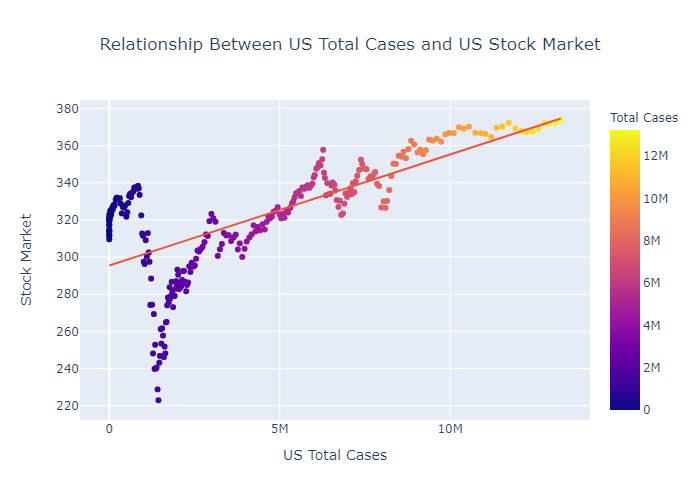 Relationship Between US Total Cases and US Stock Market
Total Cases
380
360
340
320
300
280
260
240
220
Stock Market
0
5M
10M
US Total Cases
12M
10M
8M
6M
4M
2M
0